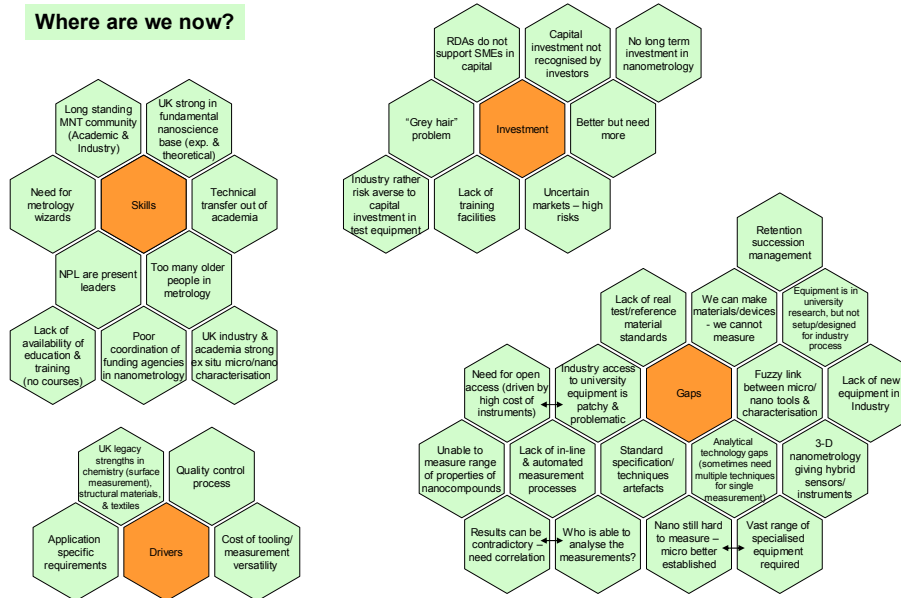 Where are we now?
Long standing
MNT community
(Academic &
Industry)
UK strong in
fundamental
nanoscience
base (exp. &
theoretical)
Need for
metrology
wizards
Skills
Technical
transfer out of
academia
NPL are present
leaders
Too many older
people in
metrology
Lack of
availability of
education &
training
(no courses)
Poor
coordination of
funding agencies
in nanometrology
UK industry &
academia strong
ex situ micro/nano
characterisation
RDAs do not
support SMEs in
capital
Capital
investment not
recognised by
investors
No long term
investment in
nanometrology
“Grey hair”
problem
Investment
Better but need
more
Industry rather
risk averse to
capital
investment in
test equipment
Lack of
training
facilities
Uncertain
markets – high
risks
UK legacy
strengths in
chemistry (surface
measurement),
structural materials,
& textiles
Quality control
process
Application
specific
requirements
Drivers
Cost of tooling/
measurement
versatility
Retention
succession
management
Lack of real
test/reference
material
standards
We can make
materials/devices
- we cannot
measure
Equipment is in
university
research, but not
setup/designed
for industry
process
Need for open
access (driven by
high cost of
instruments)
Industry access
to university
equipment is
patchy &
problematic
Gaps
Fuzzy link
between micro/
nano tools &
characterisation
Lack of new
equipment in
Industry
Unable to
measure range
of properties of
nanocompounds
Lack of in-line
& automated
measurement
processes
Standard
specification/
techniques
artefacts
Analytical
technology gaps
(sometimes need
multiple techniques
for single
measurement)
3-D
nanometrology
giving hybrid
sensors/
instruments
Results can be
contradictory –
need correlation
Who is able to
analyse the
measurements?
Nano still hard
to measure –
micro better
established
Vast range of
specialised
equipment
required